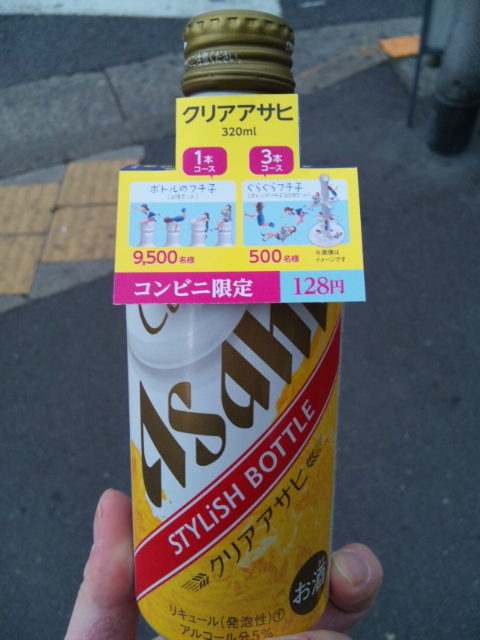 クリアアサヒ
320ml
1本
コース
3本
コース
ボトルのフチ子
ぐらぐらフチ子
9,500名様
500名様
※画像は
イメージです
コンビニ限定
128円
Asahi
STYLiSH BOTTLE
クリアアサヒ
お酒
リキュール(発泡性)①
アルコール分5%